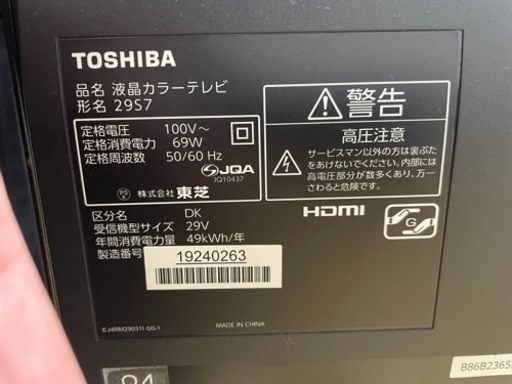 TOSHIBA
品名 液晶カラーテレビ
形名 29S7
定格電圧 100V～
定格消費電力 69W
定格周波数 50/60 Hz
JQA
JQ10437
PS E 株式会社 東芝
区分名 DK
受信機型サイズ 29V
年間消費電力量 49kWh/年
製造番号
19240263
EJ4RM29031I GG-1
MADE IN CHINA
警告
高圧注意
サービスマン以外の方は裏ぶた
をあけないでください。内部には
高電圧部分が数多くあり、万一
さわると危険です。
HDMI
G